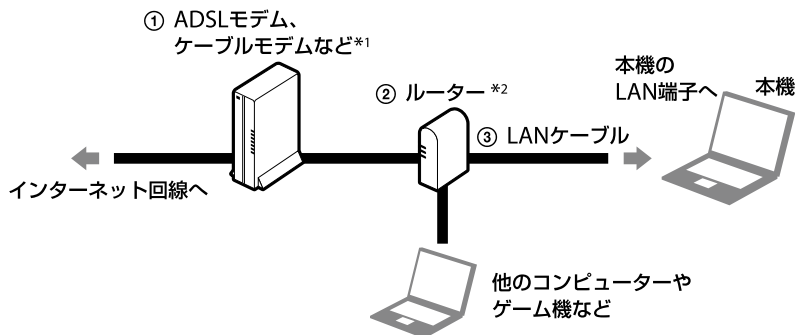 ① ADSLモデム、
ケーブルモデムなど*1
② ルーター *2
③ LANケーブル
本機の
LAN端子へ
本機
インターネット回線へ
他のコンピューターや
ゲーム機など